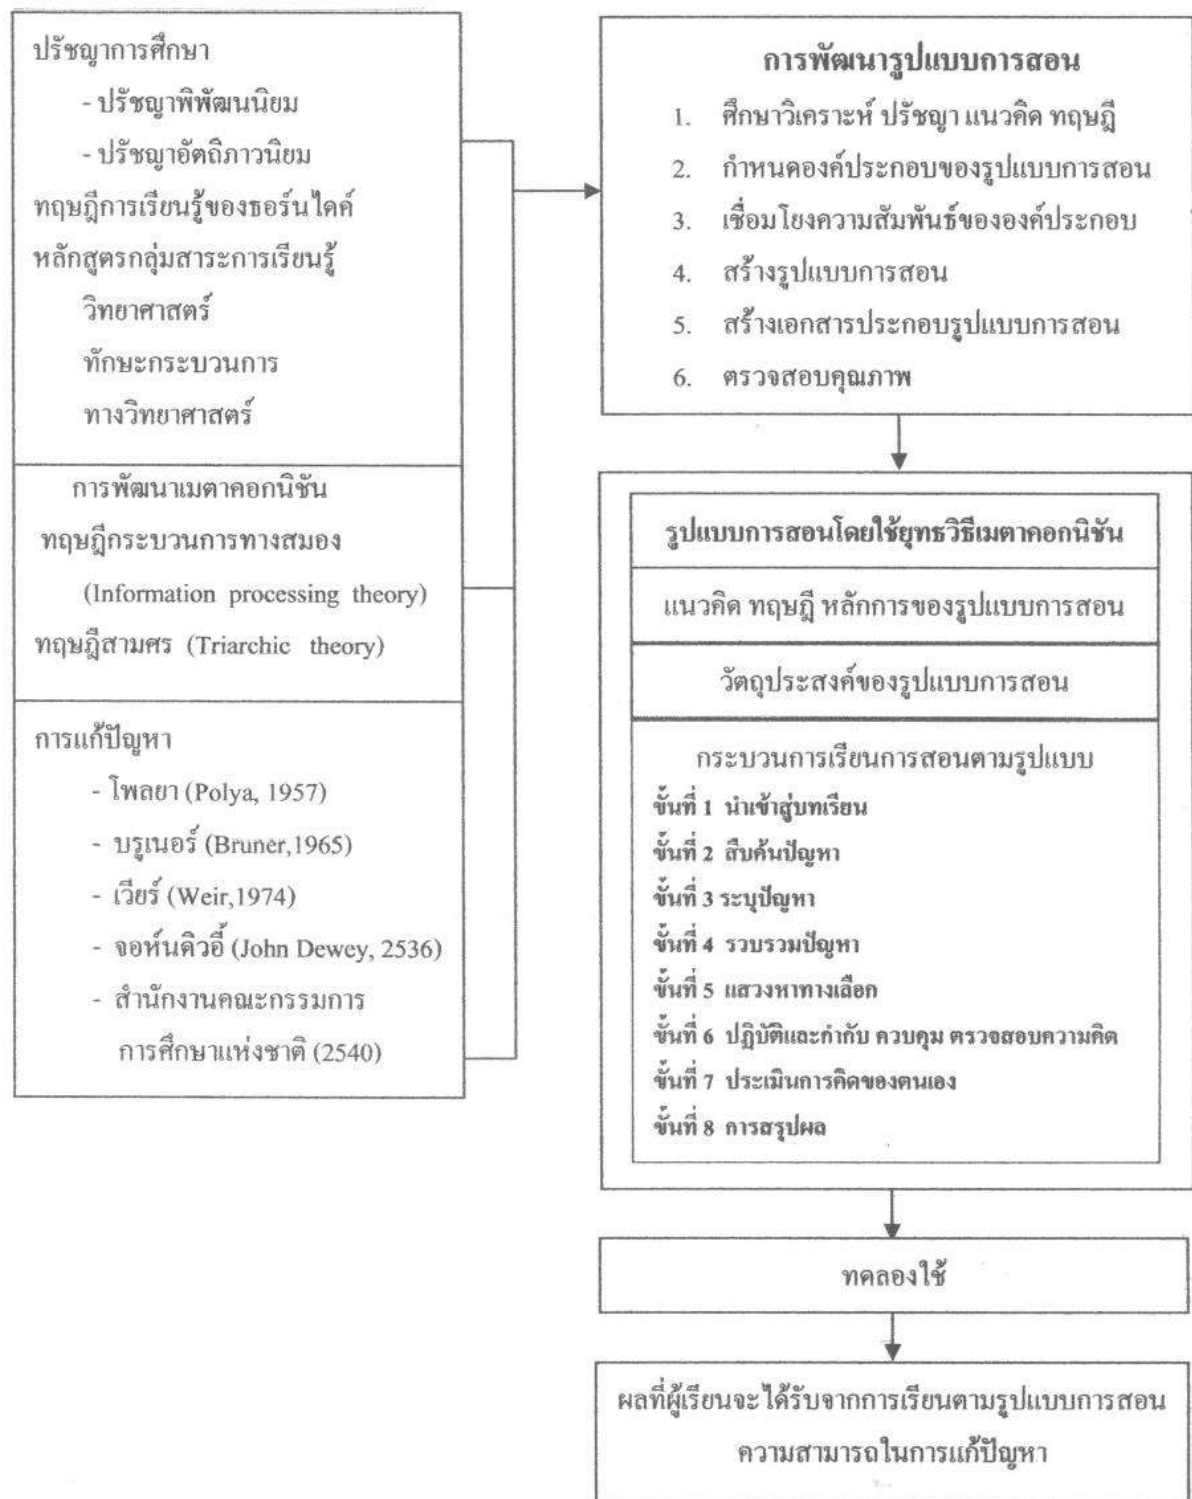 ปรัชญาการศึกษา
- ปรัชญาพิพัฒนนิยม
- ปรัชญาอัตถิภาวนิยม
ทฤษฎีการเรียนรู้ของธอร์นไดค์
หลักสูตรกลุ่มสาระการเรียนรู้
วิทยาศาสตร์
ทักษะกระบวนการ
ทางวิทยาศาสตร์
การพัฒนาเมตาคอกนิชัน
ทฤษฎีกระบวนการทางสมอง
(Information processing theory)
ทฤษฎีสามศร (Triarchic theory)
การแก้ปัญหา
- โพลยา (Polya, 1957)
- บรูเนอร์ (Bruner,1965)
- เวียร์ (Weir,1974)
- จอห์นดิวอี้ (John Dewey, 2536)
- สำนักงานคณะกรรมการ
การศึกษาแห่งชาติ (2540)
การพัฒนารูปแบบการสอน
1. ศึกษาวิเคราะห์ ปรัชญา แนวคิด ทฤษฎี
2. กำหนดองค์ประกอบของรูปแบบการสอน
3. เชื่อมโยงความสัมพันธ์ขององค์ประกอบ
4. สร้างรูปแบบการสอน
5. สร้างเอกสารประกอบรูปแบบการสอน
6. ตรวจสอบคุณภาพ
รูปแบบการสอนโดยใช้ยุทธวิธีเมตาคอกนิชัน
แนวคิด ทฤษฎี หลักการของรูปแบบการสอน
วัตถุประสงค์ของรูปแบบการสอน
กระบวนการเรียนการสอนตามรูปแบบ
ขั้นที่ 1 นำเข้าสู่บทเรียน
ขั้นที่ 2 สืบค้นปัญหา
ขั้นที่ 3 ระบุปัญหา
ขั้นที่ 4 รวบรวมปัญหา
ขั้นที่ 5 แสวงหาทางเลือก
ขั้นที่ 6 ปฏิบัติและกำกับ ควบคุม ตรวจสอบความคิด
ขั้นที่ 7 ประเมินการคิดของตนเอง
ขั้นที่ 8 การสรุปผล
ทดลองใช้
ผลที่ผู้เรียนจะได้รับจากการเรียนตามรูปแบบการสอน
ความสามารถในการแก้ปัญหา